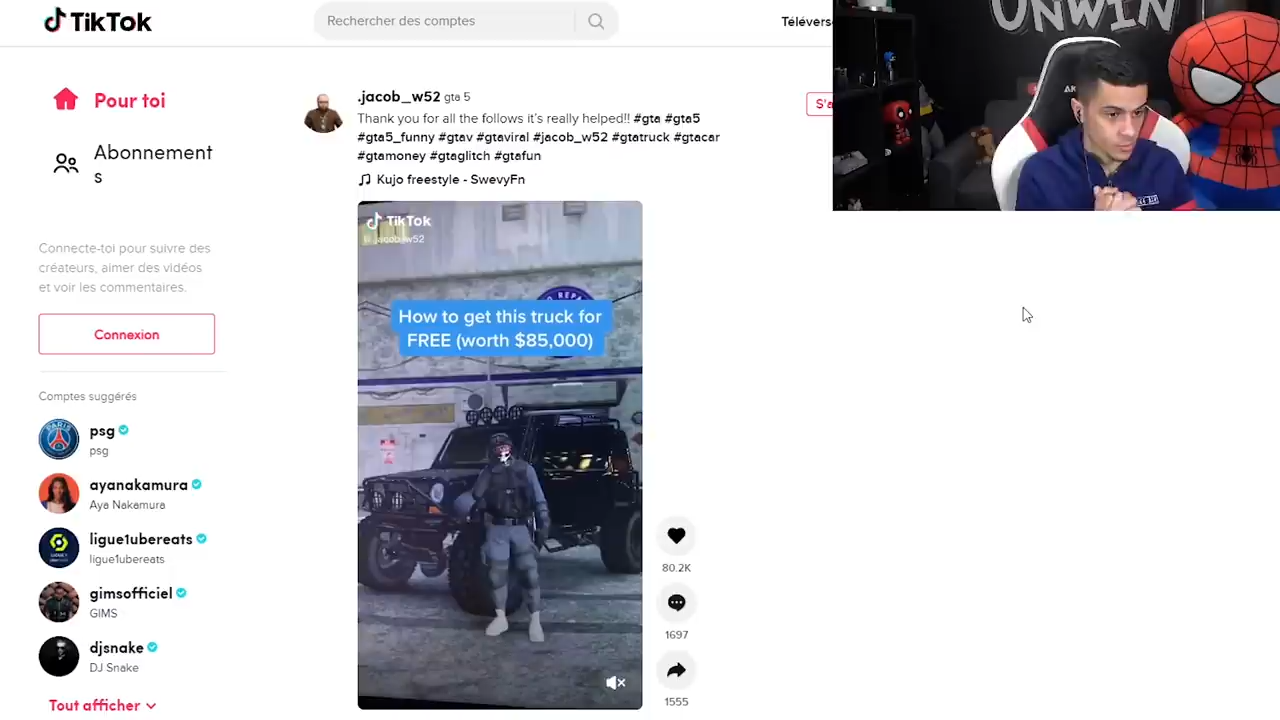 TikTok
Rechercher des comptes
Pour toi
Abonnement
s
Connecte-toi pour suivre des
créateurs, aimer des vidéos
et voir les commentaires.
Connexion
Comptes suggérés
psg
psg
ayanakamura
Aya Nakamura
ligue1ubereats
ligue1ubereats
gimsofficiel
GIMS
djsnake
DJ Snake
Tout afficher
.jacob_w52 gta 5
Thank you for all the follows it's really helped!! #gta #gta5
#gta5_funny #gtav #gtaviral #jacob_w52 #gtatruck #gtacar
#gtamoney #gtaglitch #gtafun
Kujo freestyle - SwevyFn
TikTok
How to get this truck for
FREE (worth $85,000)
80.2K
1697
1555
UNWIN